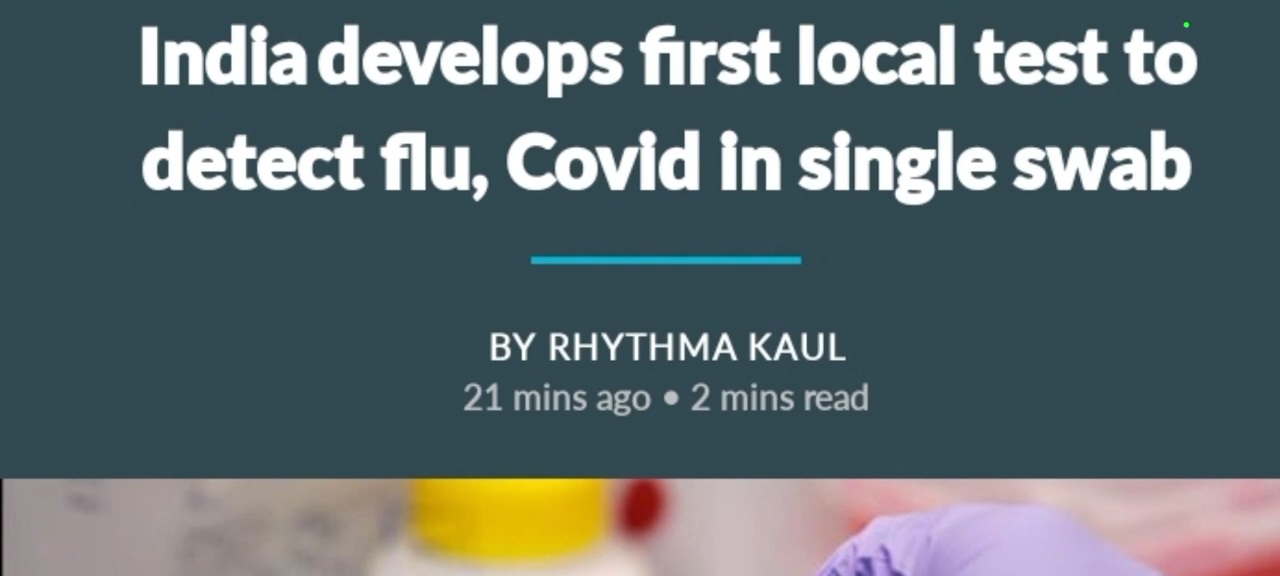 India develops first local test to
detect flu, Covid in single swab
BY RHYTHMA KAUL
21 mins ago • 2 mins read